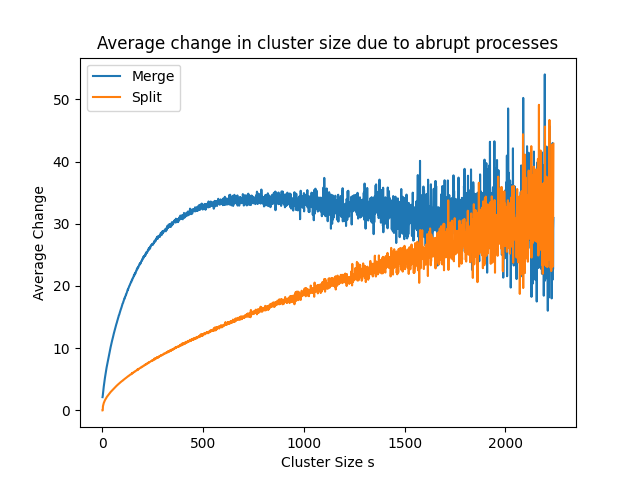 Average change in cluster size due to abrupt processes
Merge
Split
50
40
30
20
10
0
Average Change
0 500 1000 1500 2000
Cluster Size s